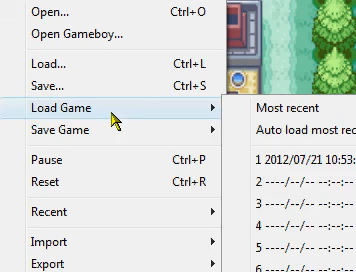 Open... Ctrl+O
Open Gameboy...
Load... Ctrl+L
Save... Ctrl+S
Load Game
Save Game
Pause Ctrl+P
Reset Ctrl+R
Recent
Import
Export
Most recent
Auto load most rec
1 2012/07/21 10:53:
2 ----/--/-- --:--:--
3 ----/--/-- --:--:--
4 ----/--/-- --:--:--
5 ----/--/-- --:--:--
6 ----/--/-- --:--:--